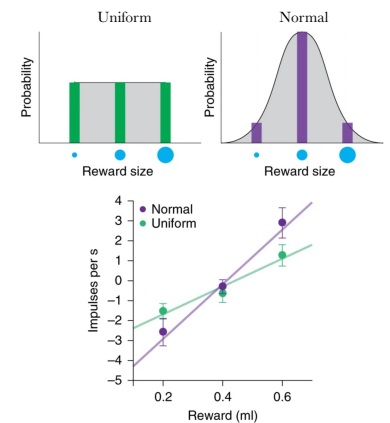 Uniform
Normal
Probability
Probability
Reward size
Reward size
Normal
Uniform
Impulses per s
4
3
2
1
0
−1
−2
−3
−4
−5
0.2 0.4 0.6
Reward (ml)